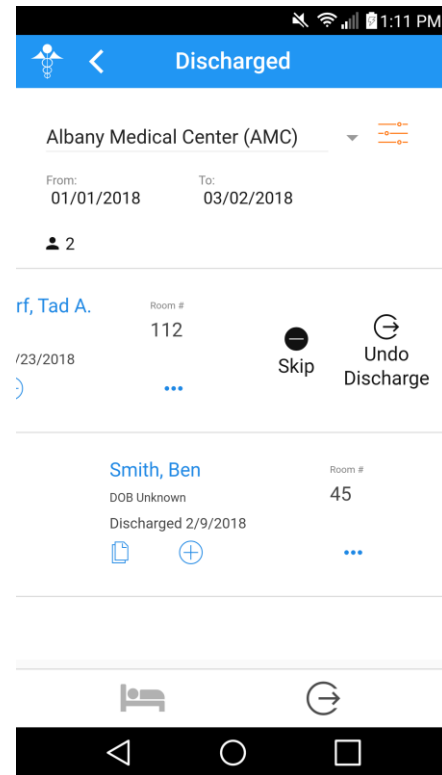 1:11 PM
Discharged
Albany Medical Center (AMC)
From: To:
01/01/2018 03/02/2018
2
rf, Tad A. Room #
112
/23/2018
Skip
Undo
Discharge
Smith, Ben Room #
DOB Unknown 45
Discharged 2/9/2018